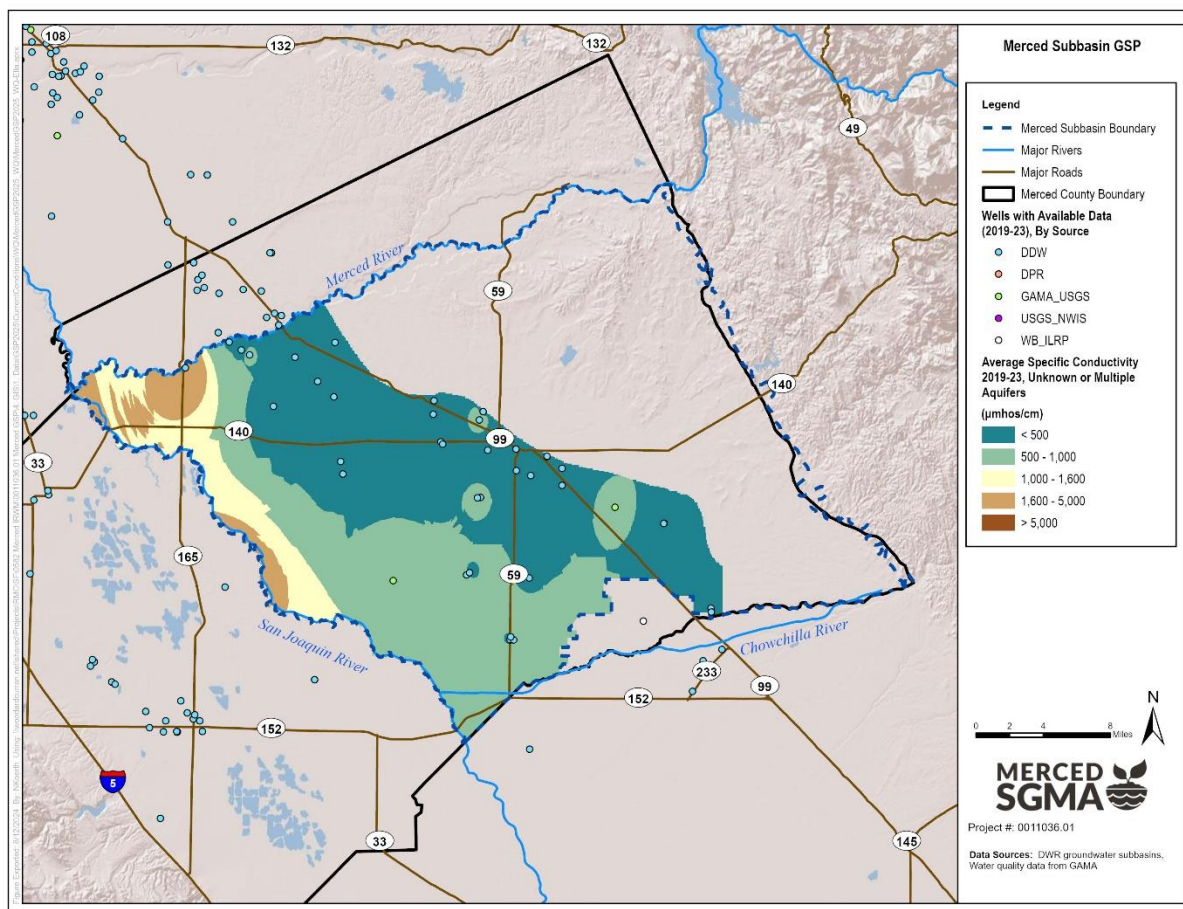 108
132
132
49
Merced River
59
140
140
99
33
165
59
San Joaquin River
Chowchilla River
233
152
99
152
5
33
145
Merced Subbasin GSP
Legend
Merced Subbasin Boundary
Major Rivers
Major Roads
Merced County Boundary
Wells with Available Data
(2019-23), By Source
DDW
DPR
GAMA_USGS
USGS_NWIS
WB_ILRP
Average Specific Conductivity
2019-23, Unknown or Multiple
Aquifers
(µmhos/cm)
< 500
500 - 1,000
1,000 - 1,600
1,600 - 5,000
> 5,000
N
0 2 4 8
Miles
MERCED
SGMA
Project #: 0011036.01
Data Sources: DWR groundwater subbasins,
Water quality data from GAMA